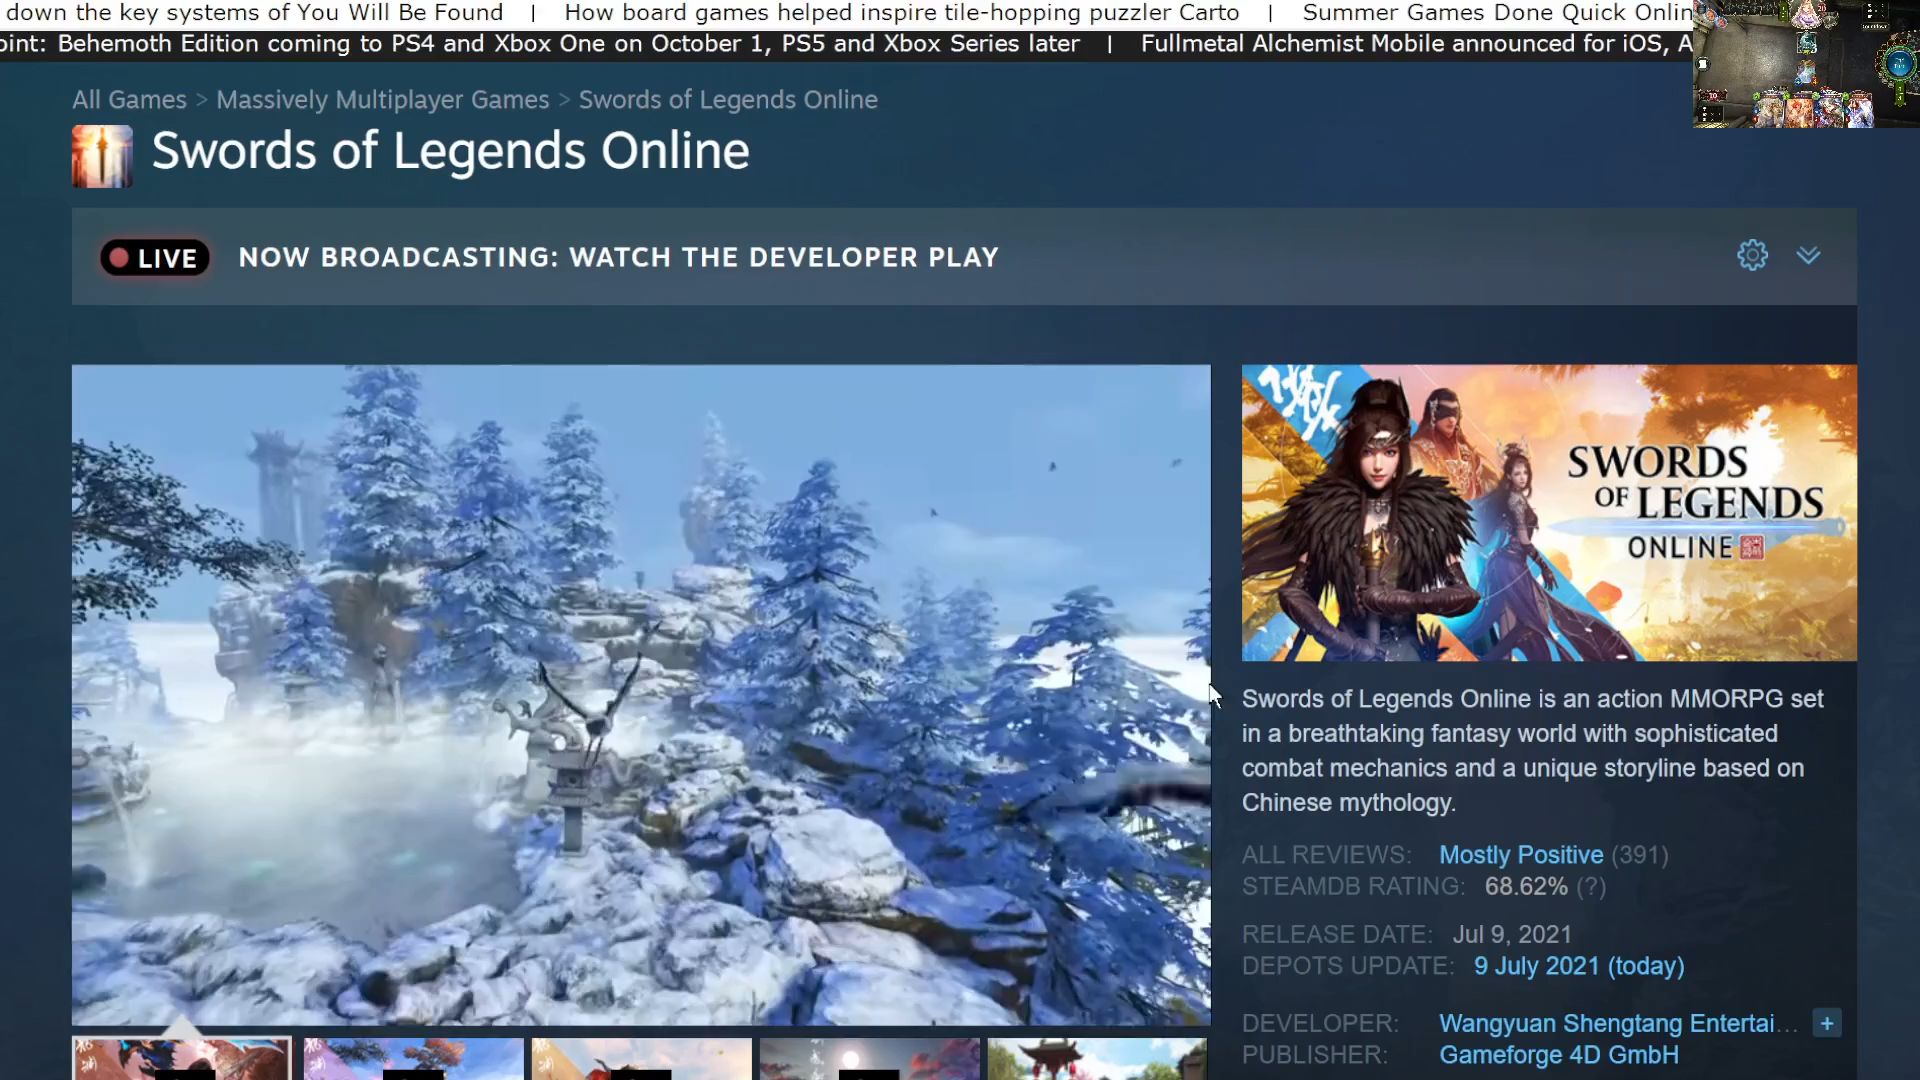 down the key systems of You Will Be Found | How board games helped inspire tile-hopping puzzler Carto | Summer Games Done Quick Onlin
oint: Behemoth Edition coming to PS4 and Xbox One on October 1, PS5 and Xbox Series later | Fullmetal Alchemist Mobile announced for iOS, A
All Games > Massively Multiplayer Games > Swords of Legends Online
Swords of Legends Online
LIVE NOW BROADCASTING: WATCH THE DEVELOPER PLAY
SWORDS
OF LEGENDS
ONLINE
Swords of Legends Online is an action MMORPG set
in a breathtaking fantasy world with sophisticated
combat mechanics and a unique storyline based on
Chinese mythology.
ALL REVIEWS: Mostly Positive (391)
STEAMDB RATING: 68.62% (?)
RELEASE DATE: Jul 9, 2021
DEPOTS UPDATE: 9 July 2021 (today)
DEVELOPER: Wangyuan Shengtang Entertai... +
PUBLISHER: Gameforge 4D GmbH